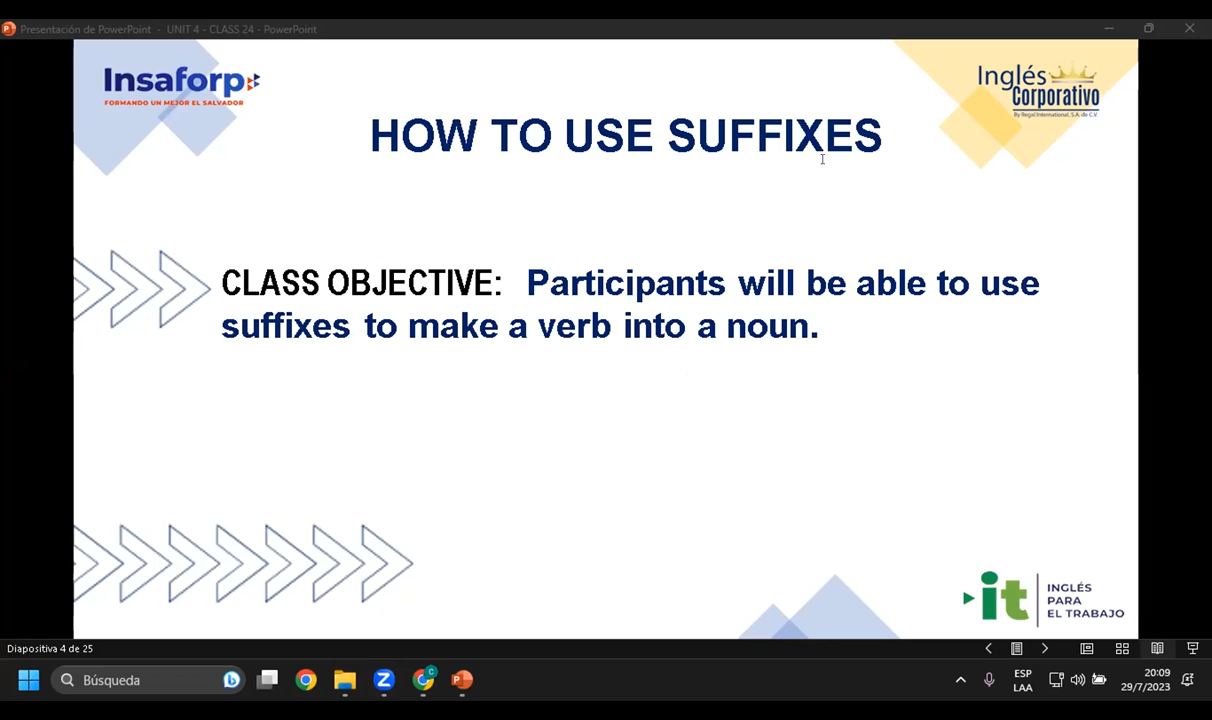 Presentación de PowerPoint - UNIT 4 - CLASS 24 - PowerPoint
Insaforp
FORMANDO UN MEJOR EL SALVADOR
Inglés
Corporativo
By Regal International, S.A. de C.V.
HOW TO USE SUFFIXES
CLASS OBJECTIVE: Participants will be able to use
suffixes to make a verb into a noun.
it
INGLÉS
PARA
EL TRABAJO
Diapositiva 4 de 25
Búsqueda
ESP
LAA
20:09
29/7/2023